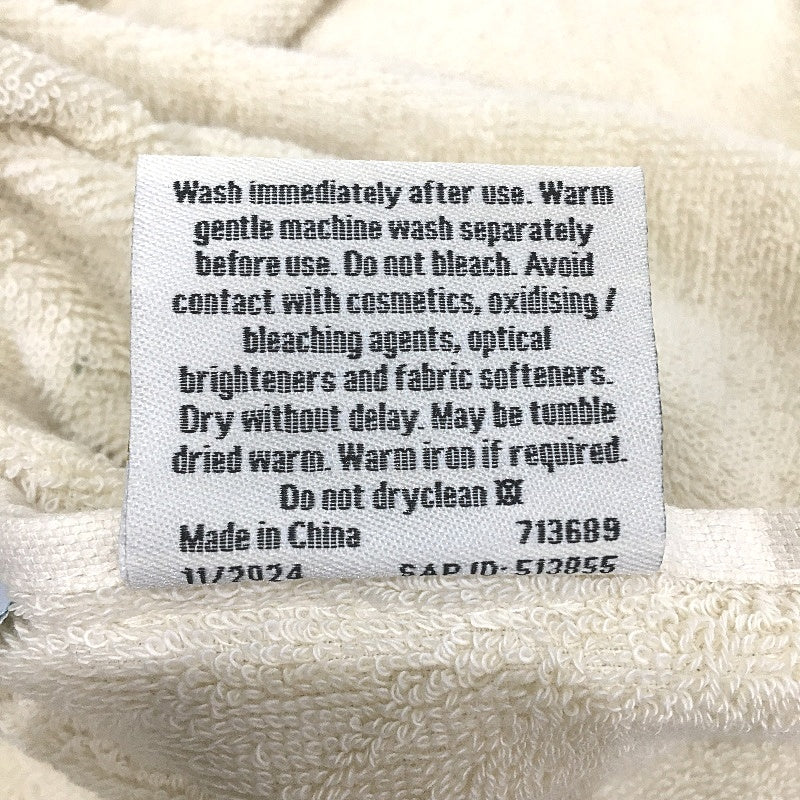 Wash immediately after use. Warm
gentle machine wash separately
before use. Do not bleach. Avoid
contact with cosmetics, oxidising /
bleaching agents, optical
brighteners and fabric softeners.
Dry without delay. May be tumble
dried warm. Warm iron if required.
Do not dryclean
Made in China 713689
11/2024 SAP ID: 513855